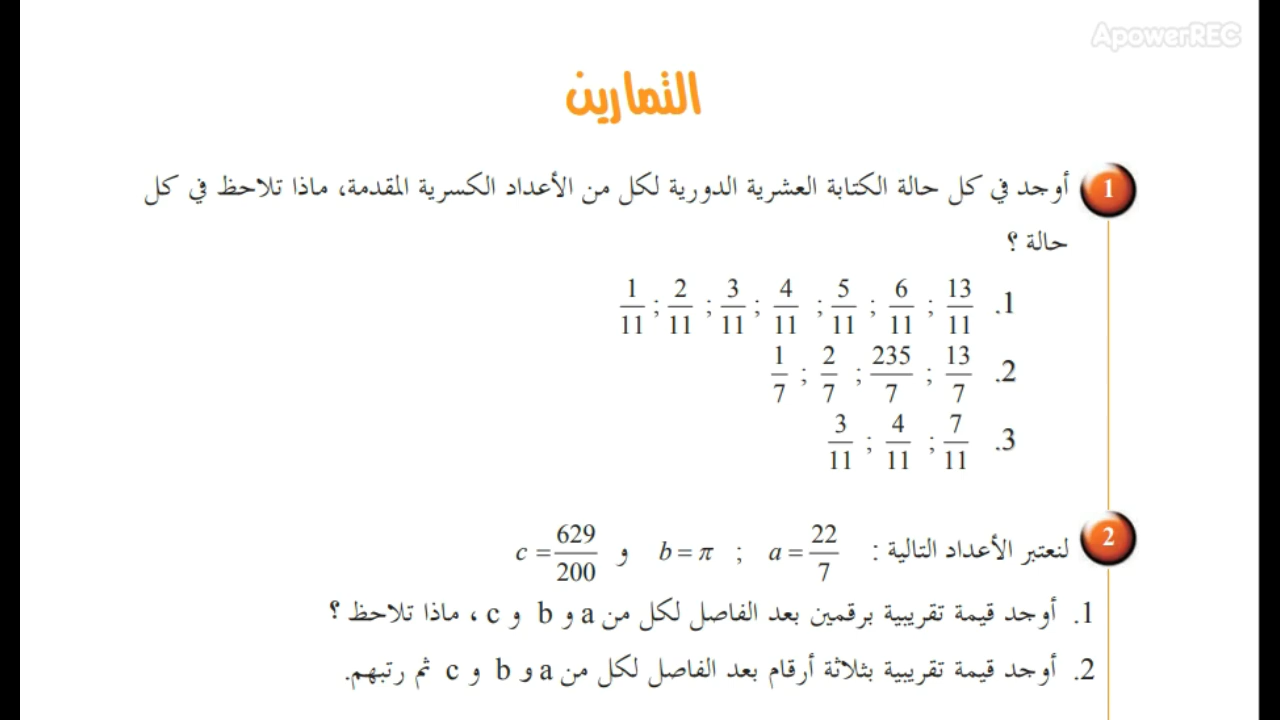 ApowerREC
التمارين
1 أوجد في كل حالة الكتابة العشرية الدورية لكل من الأعداد الكسرية المقدمة، ماذا تلاحظ في كل
حالة ؟
1. 1/11 ; 2/11 ; 3/11 ; 4/11 ; 5/11 ; 6/11 ; 13/11
2. 1/7 ; 2/7 ; 235/7 ; 13/7
3. 3/11 ; 4/11 ; 7/11
2 لنعتبر الأعداد التالية : a = 22/7 ; b = π و c = 629/200
1. أوجد قيمة تقريبية برقمين بعد الفاصل لكل من a و b و c ، ماذا تلاحظ ؟
2. أوجد قيمة تقريبية بثلاثة أرقام بعد الفاصل لكل من a و b و c ثم رتبهم.